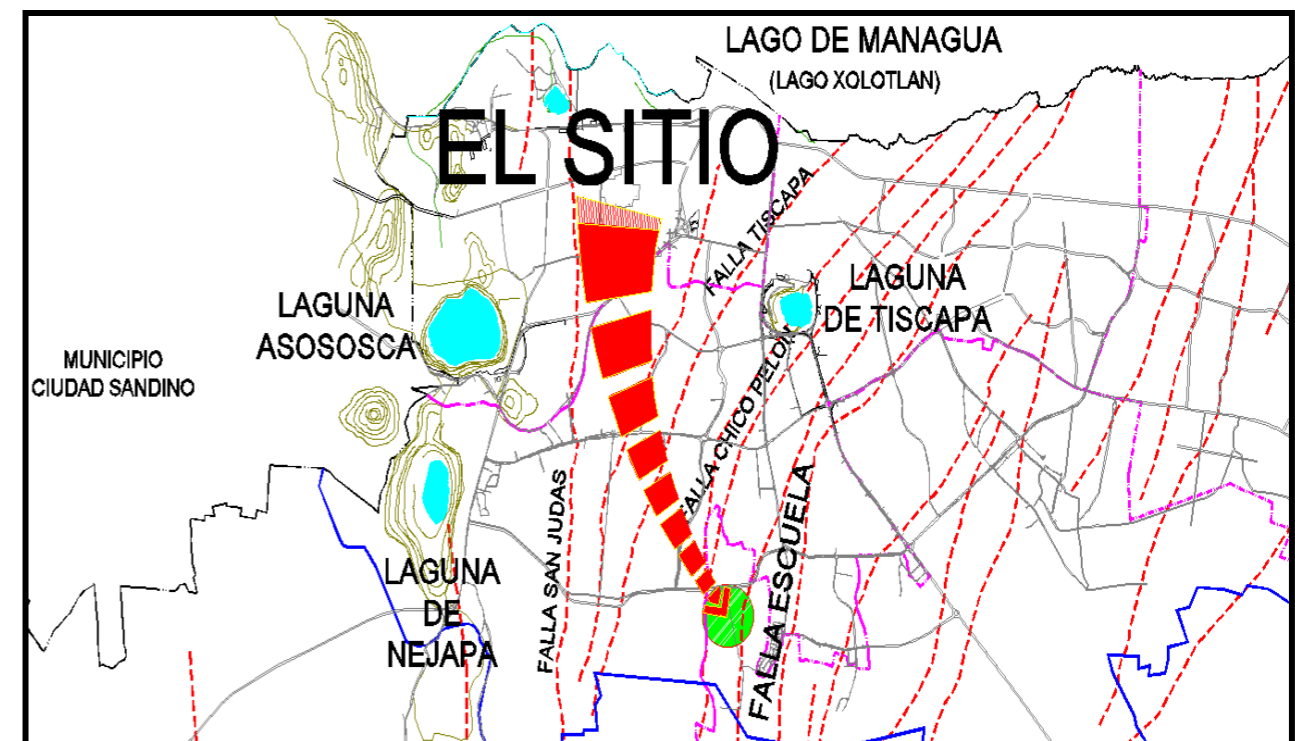 LAGO DE MANAGUA
(LAGO XOLOTLAN)
EL SITIO
FALLA TISCAPA
LAGUNA
DE TISCAPA
LAGUNA
ASOSOSCA
MUNICIPIO
CIUDAD SANDINO
FALLA CHICO PELON
FALLA SAN JUDAS
FALLA ESCUELA
LAGUNA
DE
NEJAPA